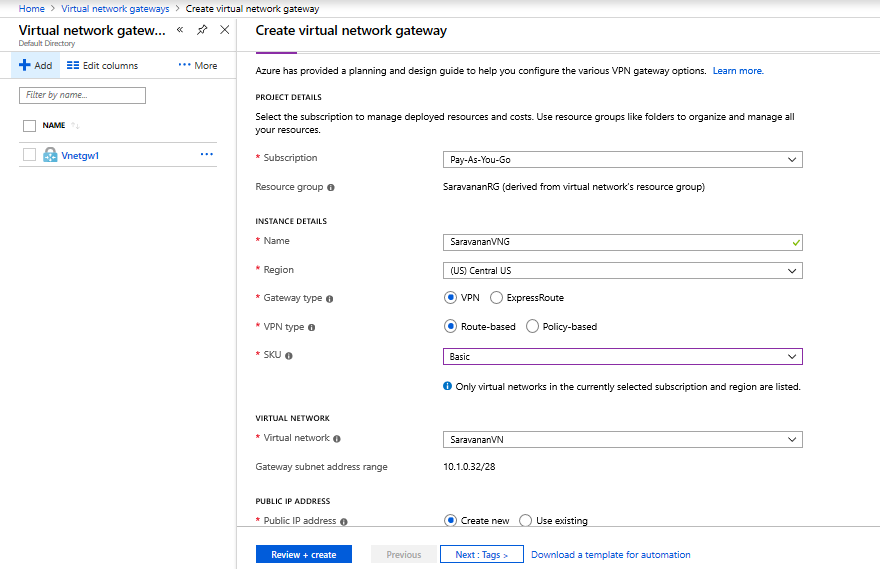 Home > Virtual network gateways > Create virtual network gateway
Virtual network gatew...
Default Directory
Add Edit columns More
Filter by name...
NAME
Vnetgw1
Create virtual network gateway
Azure has provided a planning and design guide to help you configure the various VPN gateway options. Learn more.
PROJECT DETAILS
Select the subscription to manage deployed resources and costs. Use resource groups like folders to organize and manage all
your resources.
* Subscription Pay-As-You-Go
Resource group SaravananRG (derived from virtual network's resource group)
INSTANCE DETAILS
* Name SaravananVNG
* Region (US) Central US
* Gateway type VPN ExpressRoute
* VPN type Route-based Policy-based
* SKU Basic
Only virtual networks in the currently selected subscription and region are listed.
VIRTUAL NETWORK
* Virtual network SaravananVN
Gateway subnet address range 10.1.0.32/28
PUBLIC IP ADDRESS
* Public IP address Create new Use existing
Review + create Previous Next : Tags > Download a template for automation